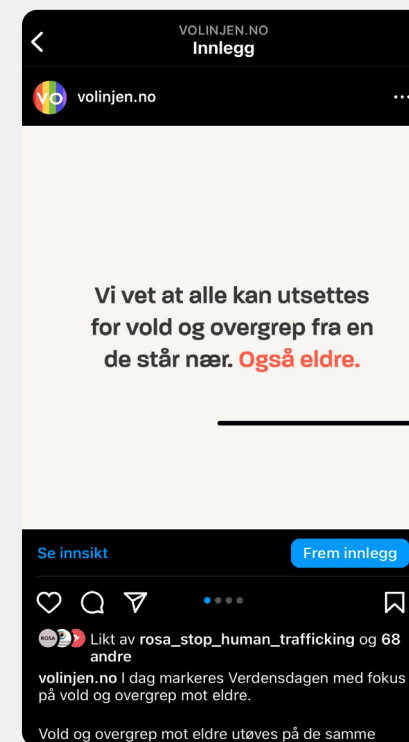 VOLINJEN.NO
Innlegg
VO volinjen.no
Vi vet at alle kan utsettes
for vold og overgrep fra en
de står nær. Også eldre.
Se innsikt
Frem innlegg
ROSA
Likt av rosa_stop_human_trafficking og 68
andre
volinjen.no I dag markeres Verdensdagen med fokus
på vold og overgrep mot eldre.
Vold og overgrep mot eldre utøves på de samme